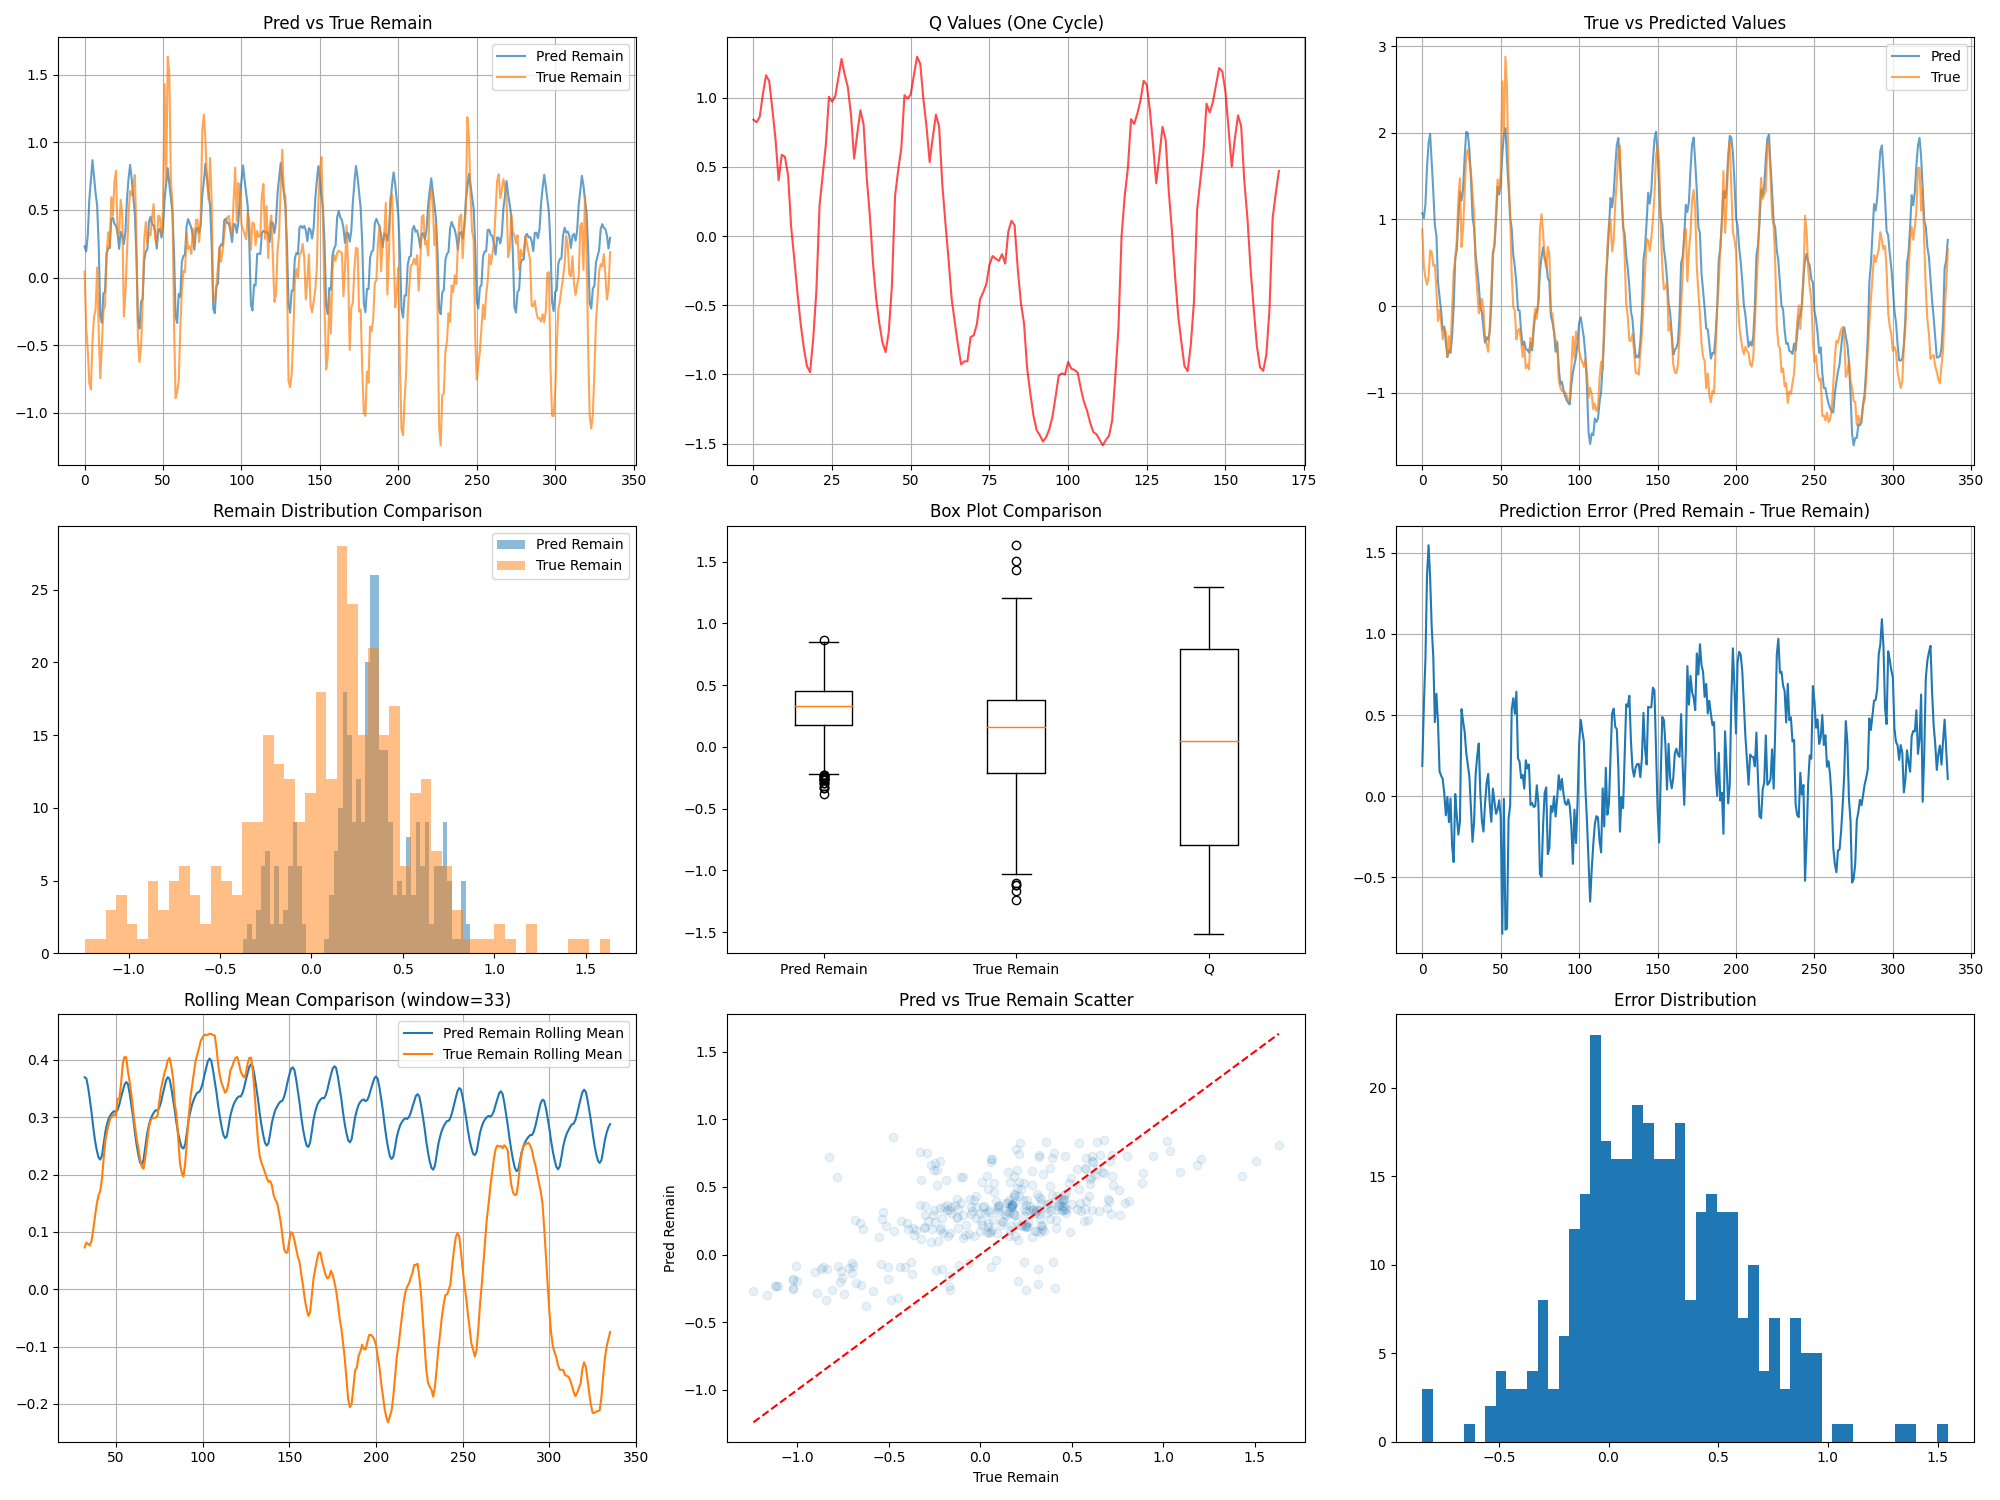 Pred vs True Remain
Pred Remain
True Remain
1.5
1.0
0.5
0.0
−0.5
−1.0
0 50 100 150 200 250 300 350
Q Values (One Cycle)
1.0
0.5
0.0
−0.5
−1.0
−1.5
0 25 50 75 100 125 150 175
True vs Predicted Values
Pred
True
3
2
1
0
−1
0 50 100 150 200 250 300 350
Remain Distribution Comparison
Pred Remain
True Remain
25
20
15
10
5
0
−1.0 −0.5 0.0 0.5 1.0 1.5
Box Plot Comparison
1.5
1.0
0.5
0.0
−0.5
−1.0
−1.5
Pred Remain True Remain Q
Prediction Error (Pred Remain - True Remain)
1.5
1.0
0.5
0.0
−0.5
0 50 100 150 200 250 300 350
Rolling Mean Comparison (window=33)
Pred Remain Rolling Mean
True Remain Rolling Mean
0.4
0.3
0.2
0.1
0.0
−0.1
−0.2
50 100 150 200 250 300 350
Pred vs True Remain Scatter
Pred Remain
1.5
1.0
0.5
0.0
−0.5
−1.0
−1.0 −0.5 0.0 0.5 1.0 1.5
True Remain
Error Distribution
20
15
10
5
0
−0.5 0.0 0.5 1.0 1.5